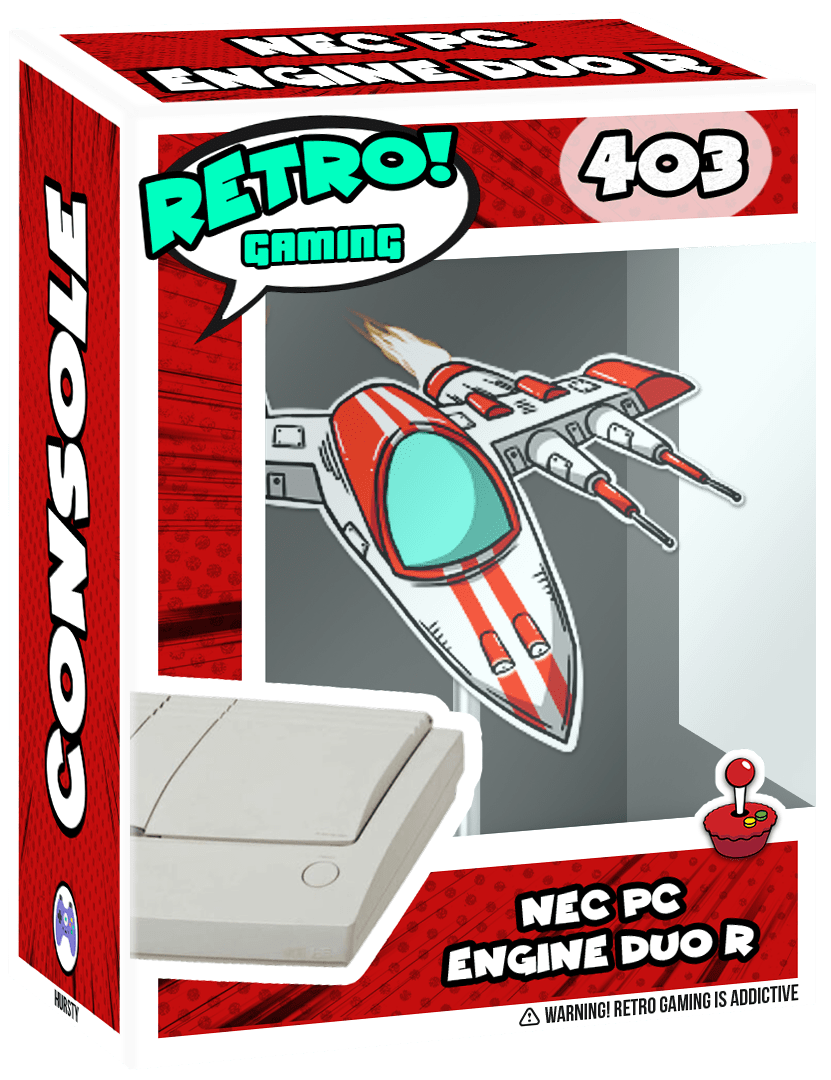 NEC PC
ENGINE DUO R
RETRO!
GAMING
403
CONSOLE
HURSTY
NEC PC
ENGINE DUO R
WARNING! RETRO GAMING IS ADDICTIVE